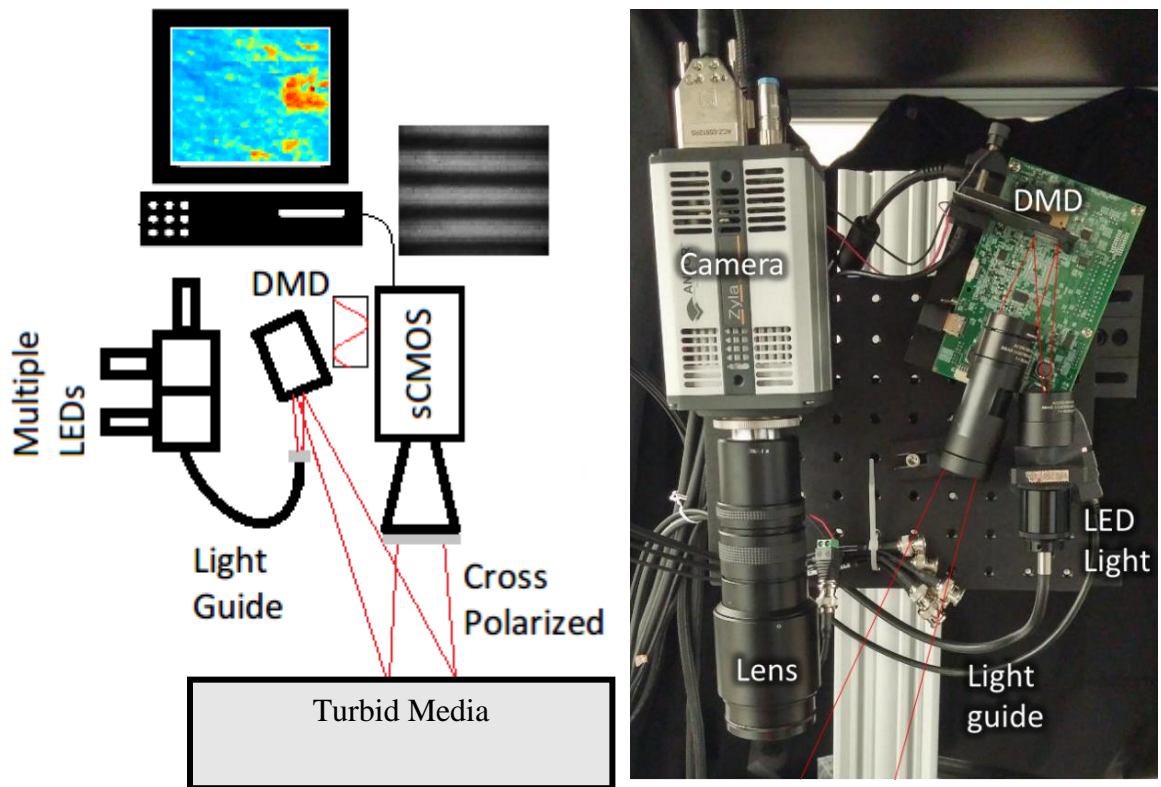 DMD
Multiple
LEDs
sCMOS
Light
Guide
Cross
Polarized
Turbid Media
DMD
Camera
Zyla
LED
Light
Lens
Light
guide